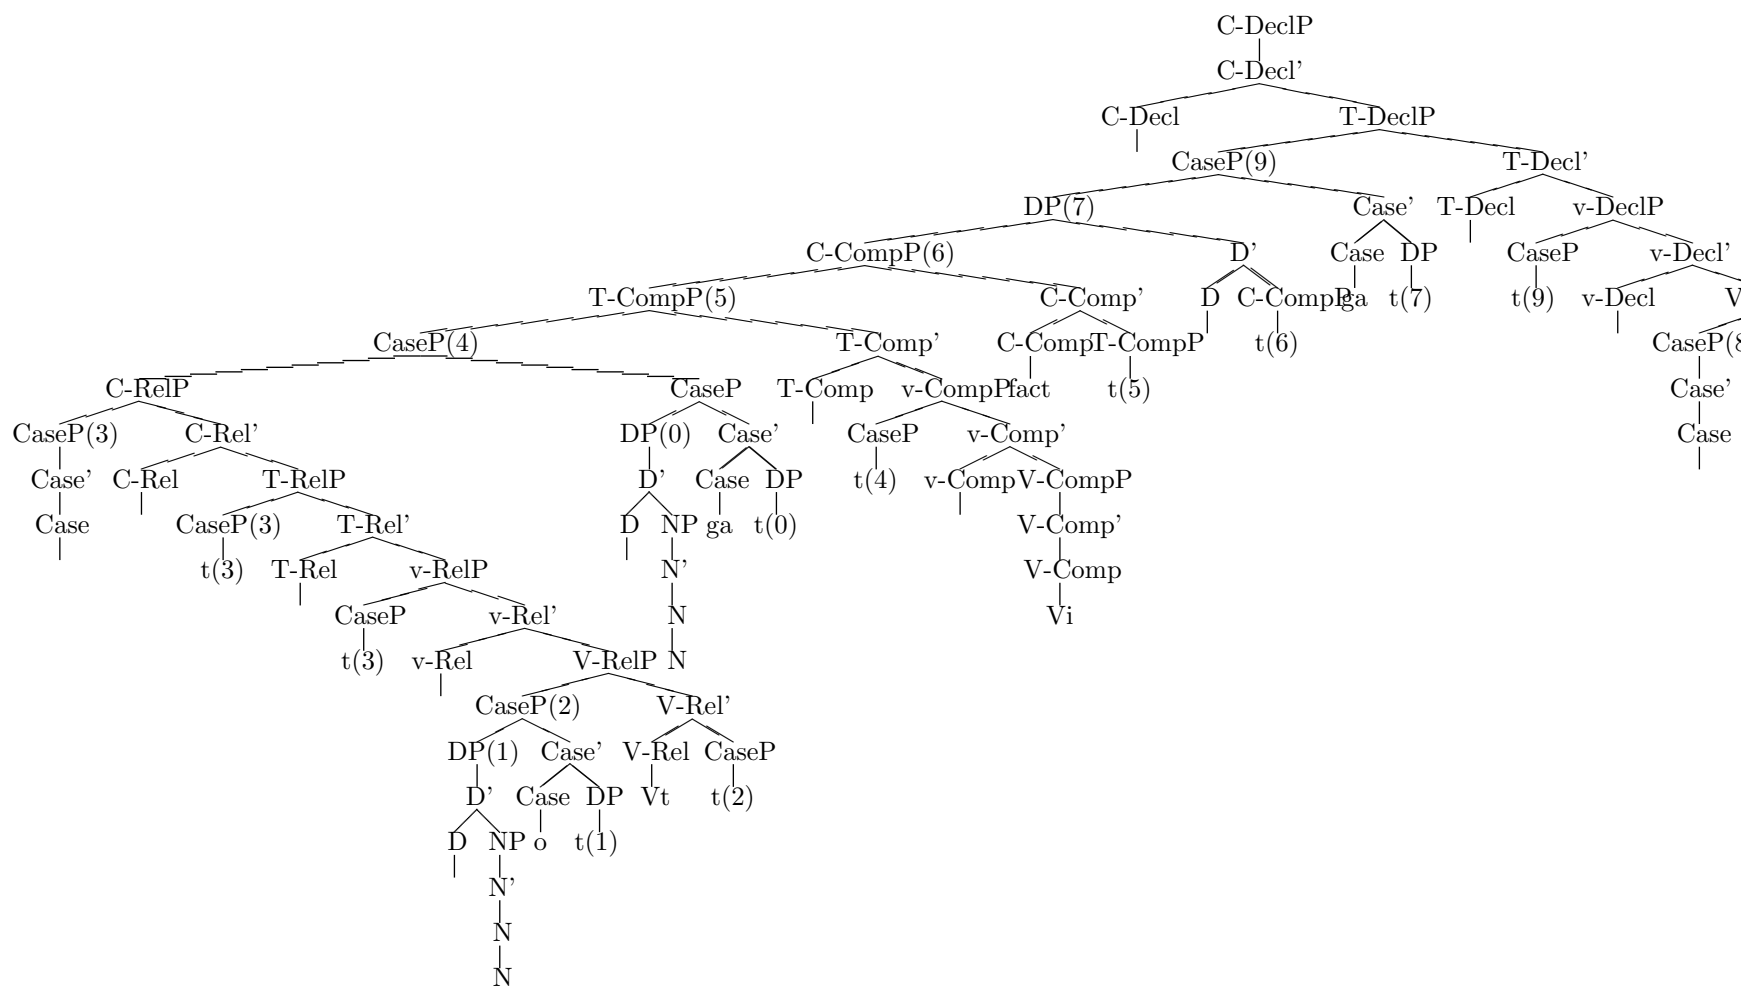 C-DeclP
C-Decl'
C-Decl T-DeclP
CaseP(9) T-Decl'
DP(7) Case' T-Decl v-DeclP
C-CompP(6) D' Case DP CaseP v-Decl'
T-CompP(5) C-Comp' D C-CompP ga t(7) t(9) v-Decl V
CaseP(4) T-Comp' C-Comp T-CompP t(6) CaseP(8
C-RelP CaseP T-Comp v-CompP fact t(5) Case'
CaseP(3) C-Rel' DP(0) Case' CaseP v-Comp' Case
Case' C-Rel T-RelP D' Case DP t(4) v-Comp V-CompP
Case CaseP(3) T-Rel' D NP ga t(0) V-Comp'
t(3) T-Rel v-RelP N' V-Comp
CaseP v-Rel' N Vi
t(3) v-Rel V-RelP N
CaseP(2) V-Rel'
DP(1) Case' V-Rel CaseP
D' Case DP Vt t(2)
D NP o t(1)
N'
N
N